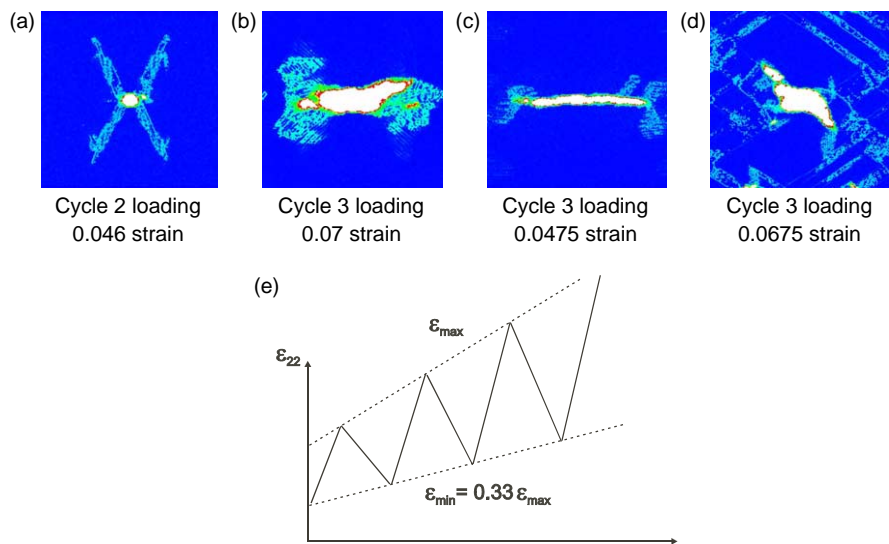 (a)
(b)
(c)
(d)
Cycle 2 loading
0.046 strain
Cycle 3 loading
0.07 strain
Cycle 3 loading
0.0475 strain
Cycle 3 loading
0.0675 strain
(e)
εmax
ε22
εmin = 0.33 εmax